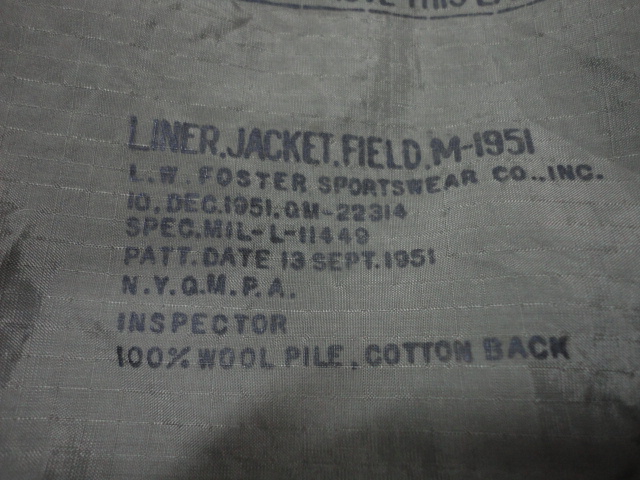 THIS
LINER, JACKET, FIELD, M-1951
L.W. FOSTER SPORTSWEAR CO., INC.
10, DEC. 1951, QM-22314
SPEC. MIL-L-11449
PATT. DATE 13 SEPT. 1951
N.Y.Q.M.P.A.
INSPECTOR
100% WOOL PILE, COTTON BACK